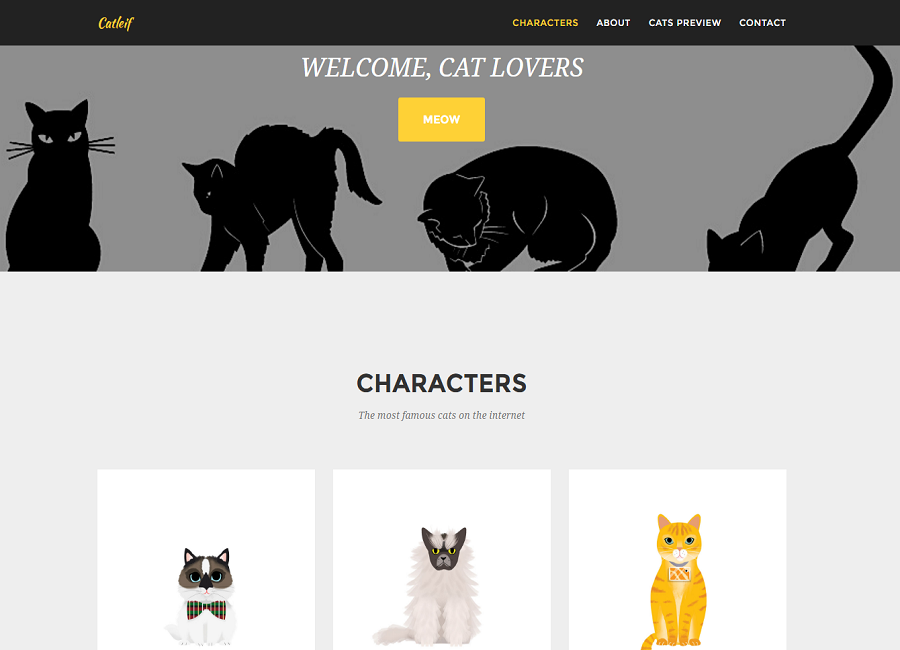 Catleif
CHARACTERS
ABOUT
CATS PREVIEW
CONTACT
WELCOME, CAT LOVERS
MEOW
CHARACTERS
The most famous cats on the internet